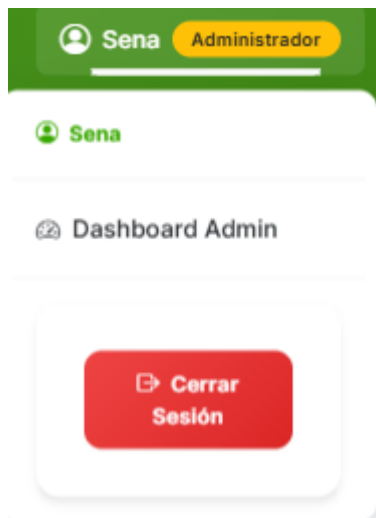 Sena Administrador
Sena
Dashboard Admin
Cerrar
Sesión